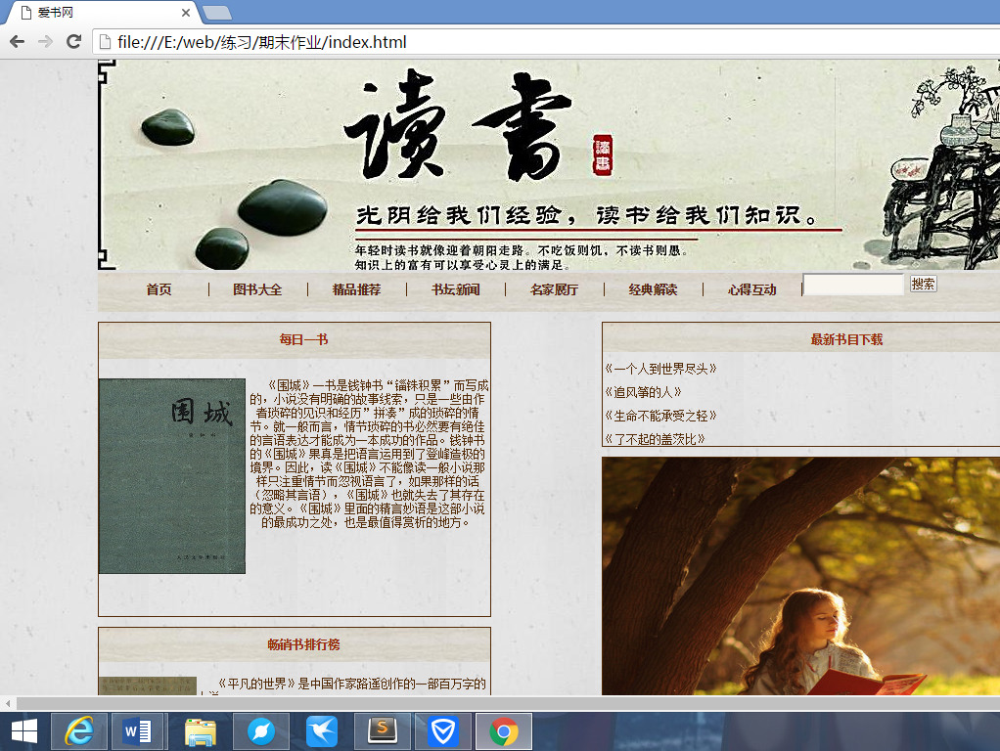 爱书网
file:///E:/web/练习/期末作业/index.html
读书
光阴给我们经验，读书给我们知识。
年轻时读书就像迎着朝阳走路。不吃饭则饥，不读书则愚。
知识上的富有可以享受心灵上的满足。
首页 图书大全 精品推荐 书坛新闻 名家展厅 经典解读 心得互动 搜索
每日一书
围城
人民文学出版社
《围城》一书是钱钟书“锱铢积累”而写成
的，小说没有明确的故事线索，只是一些由作
者琐碎的见识和经历”拼凑”成的琐碎的情
节。就一般而言，情节琐碎的书必然要有绝佳
的言语表达才能成为一本成功的作品。钱钟书
的《围城》果真是把语言运用到了登峰造极的
境界。因此，读《围城》不能像读一般小说那
样只注重情节而忽视语言了，如果那样的话
（忽略其言语），《围城》也就失去了其存在
的意义。《围城》里面的精言妙语是这部小说
的最成功之处，也是最值得赏析的地方。
最新书目下载
《一个人到世界尽头》
《追风筝的人》
《生命不能承受之轻》
《了不起的盖茨比》
畅销书排行榜
《平凡的世界》是中国作家路遥创作的一部百万字的
W
S